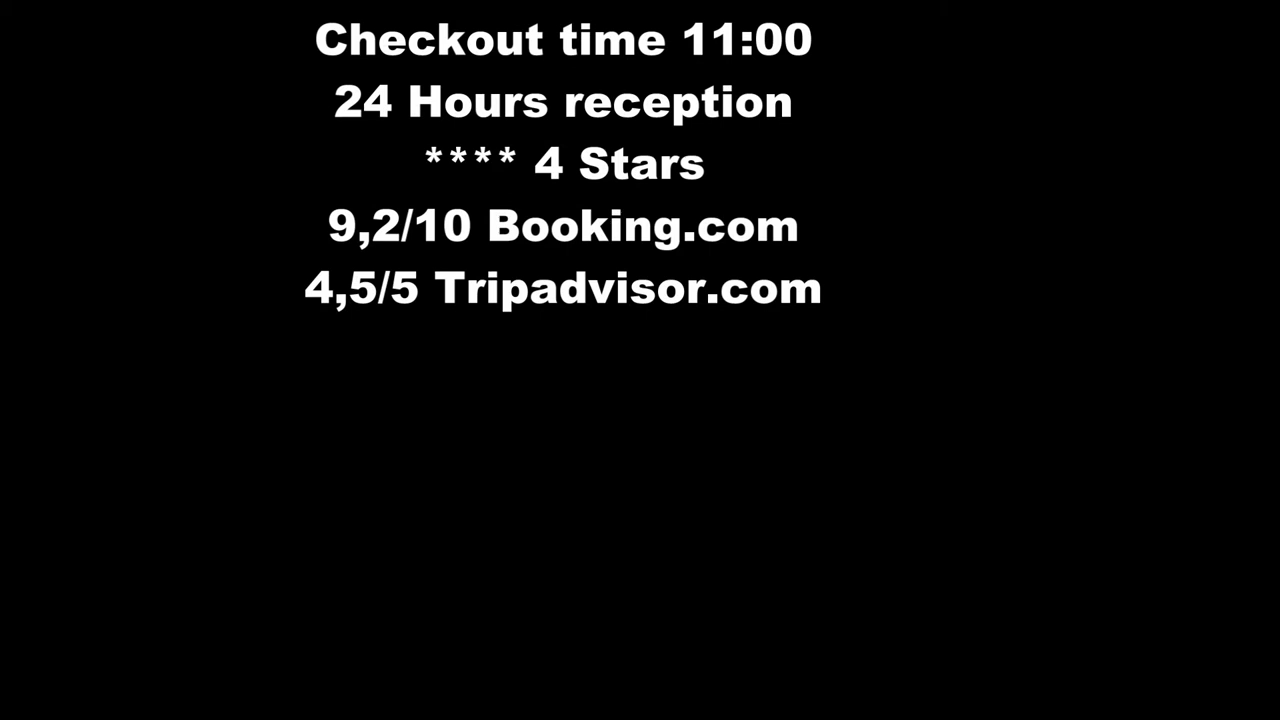 Checkout time 11:00
24 Hours reception
**** 4 Stars
9,2/10 Booking.com
4,5/5 Tripadvisor.com